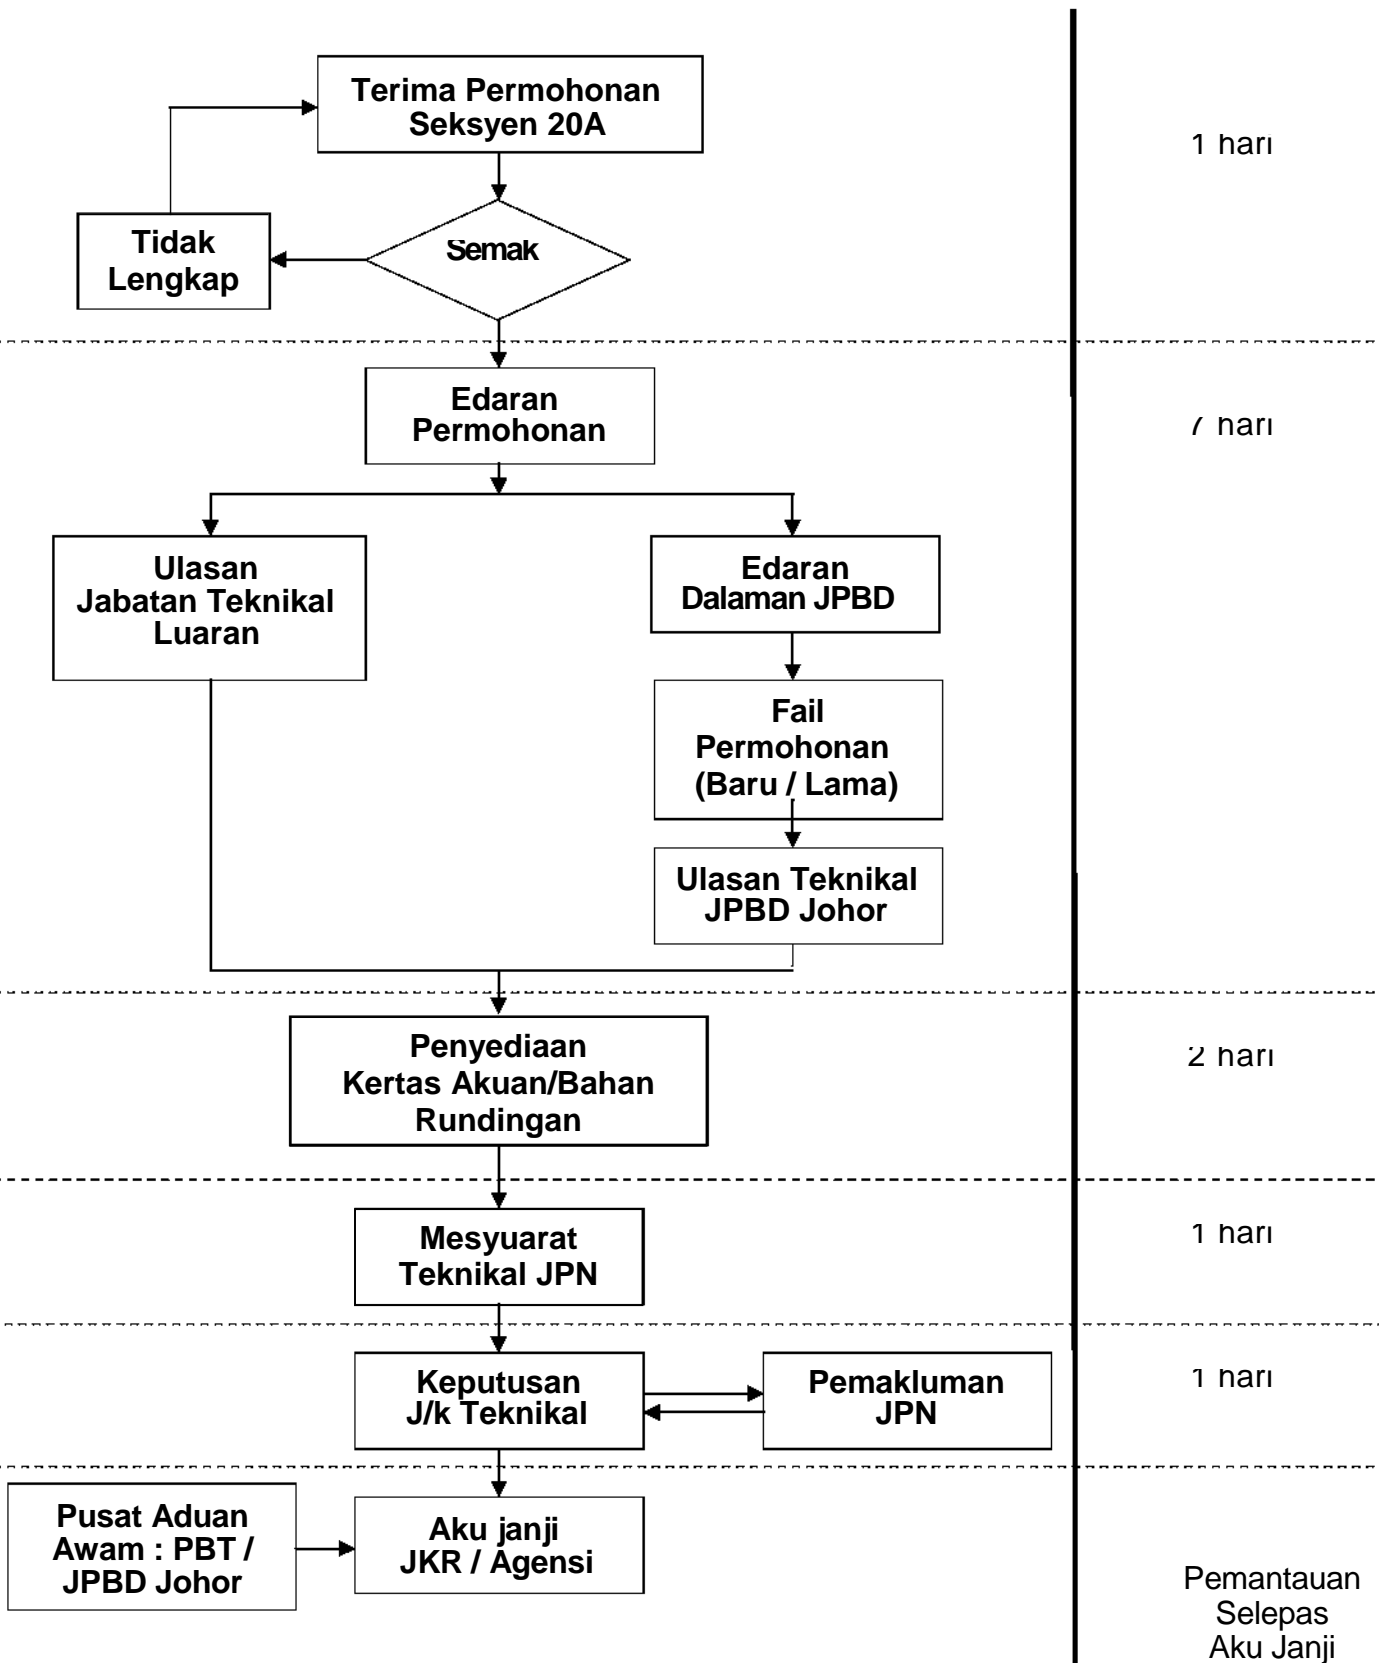 Terima Permohonan
Seksyen 20A
1 hari
Tidak
Lengkap
Semak
Edaran
Permohonan
7 hari
Ulasan
Jabatan Teknikal
Luaran
Edaran
Dalaman JPBD
Fail
Permohonan
(Baru / Lama)
Ulasan Teknikal
JPBD Johor
Penyediaan
Kertas Akuan/Bahan
Rundingan
2 hari
Mesyuarat
Teknikal JPN
1 hari
Keputusan
J/k Teknikal
Pemakluman
JPN
1 hari
Pusat Aduan
Awam : PBT /
JPBD Johor
Aku janji
JKR / Agensi
Pemantauan
Selepas
Aku Janji